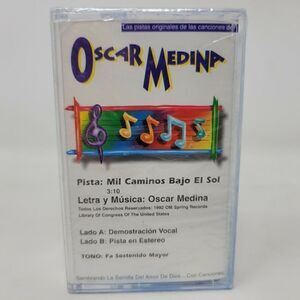 Las pistas originales de las canciones de:
OSCAR MEDINA
Pista: Mil Caminos Bajo El Sol
3:10
Letra y Música: Oscar Medina
Todos Los Derechos Reservados: 1992 OM Spring Records
Library Of Congress Of The United States
Lado A: Demostración Vocal
Lado B: Pista en Estereo
TONO: Fa Sostenido Mayor
Sembrando La Semilla Del Amor De Dios... Con Canciones